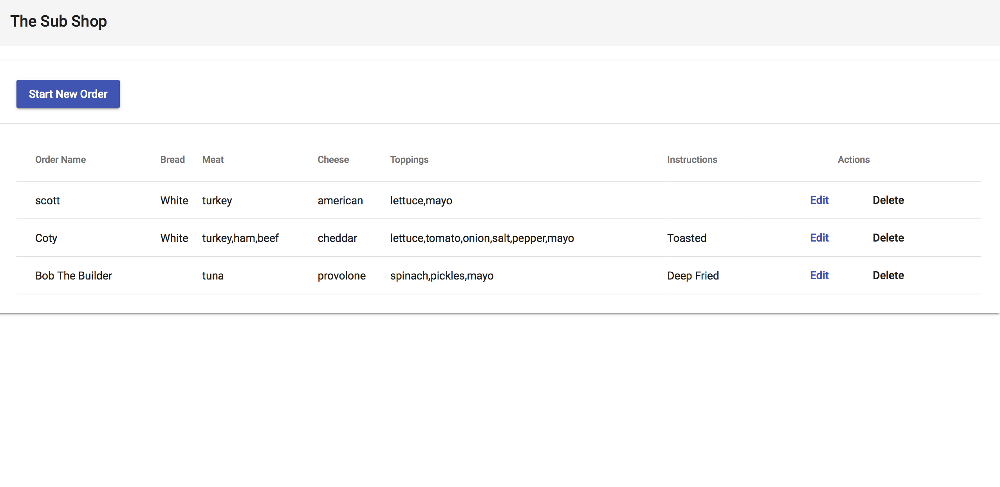 The Sub Shop
Start New Order
Order Name Bread Meat Cheese Toppings Instructions Actions
scott White turkey american lettuce,mayo Edit Delete
Coty White turkey,ham,beef cheddar lettuce,tomato,onion,salt,pepper,mayo Toasted Edit Delete
Bob The Builder tuna provolone spinach,pickles,mayo Deep Fried Edit Delete